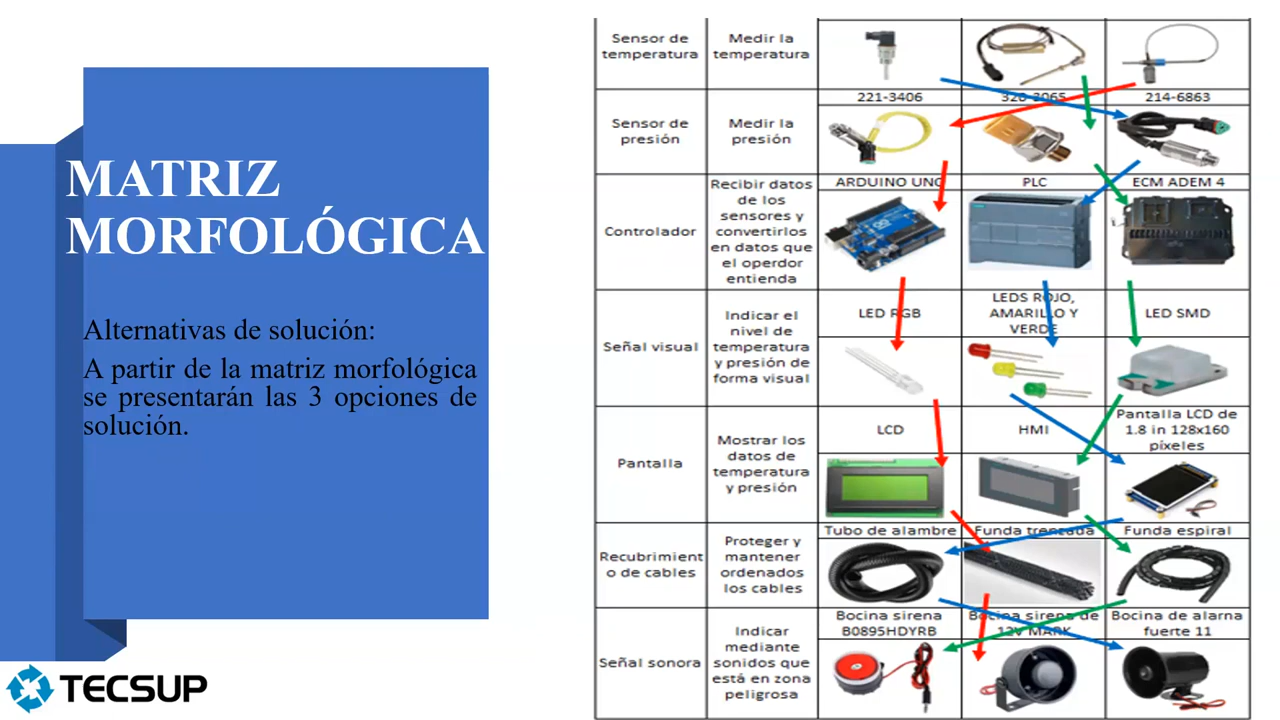 MATRIZ
MORFOLÓGICA
Alternativas de solución:
A partir de la matriz morfológica
se presentarán las 3 opciones de
solución.
TECSUP
Sensor de
temperatura
Medir la
temperatura
221-3406
320-3065
214-6863
Sensor de
presión
Medir la
presión
ARDUINO UNO
PLC
ECM ADEM 4
Controlador
Recibir datos
de los
sensores y
convertirlos
en datos que
el operdor
entienda
LED RGB
LEDS ROJO,
AMARILLO Y
VERDE
LED SMD
Señal visual
Indicar el
nivel de
temperatura
y presión de
forma visual
LCD
HMI
Pantalla LCD de
1.8 in 128x160
píxeles
Pantalla
Mostrar los
datos de
temperatura
y presión
Tubo de alambre
Funda trenzada
Funda espiral
Recubrimient
o de cables
Proteger y
mantener
ordenados
los cables
Bocina sirena
B0895HDYRB
Bocina sirena de
12V MARK
Bocina de alarna
fuerte 11
Señal sonora
Indicar
mediante
sonidos que
está en zona
peligrosa